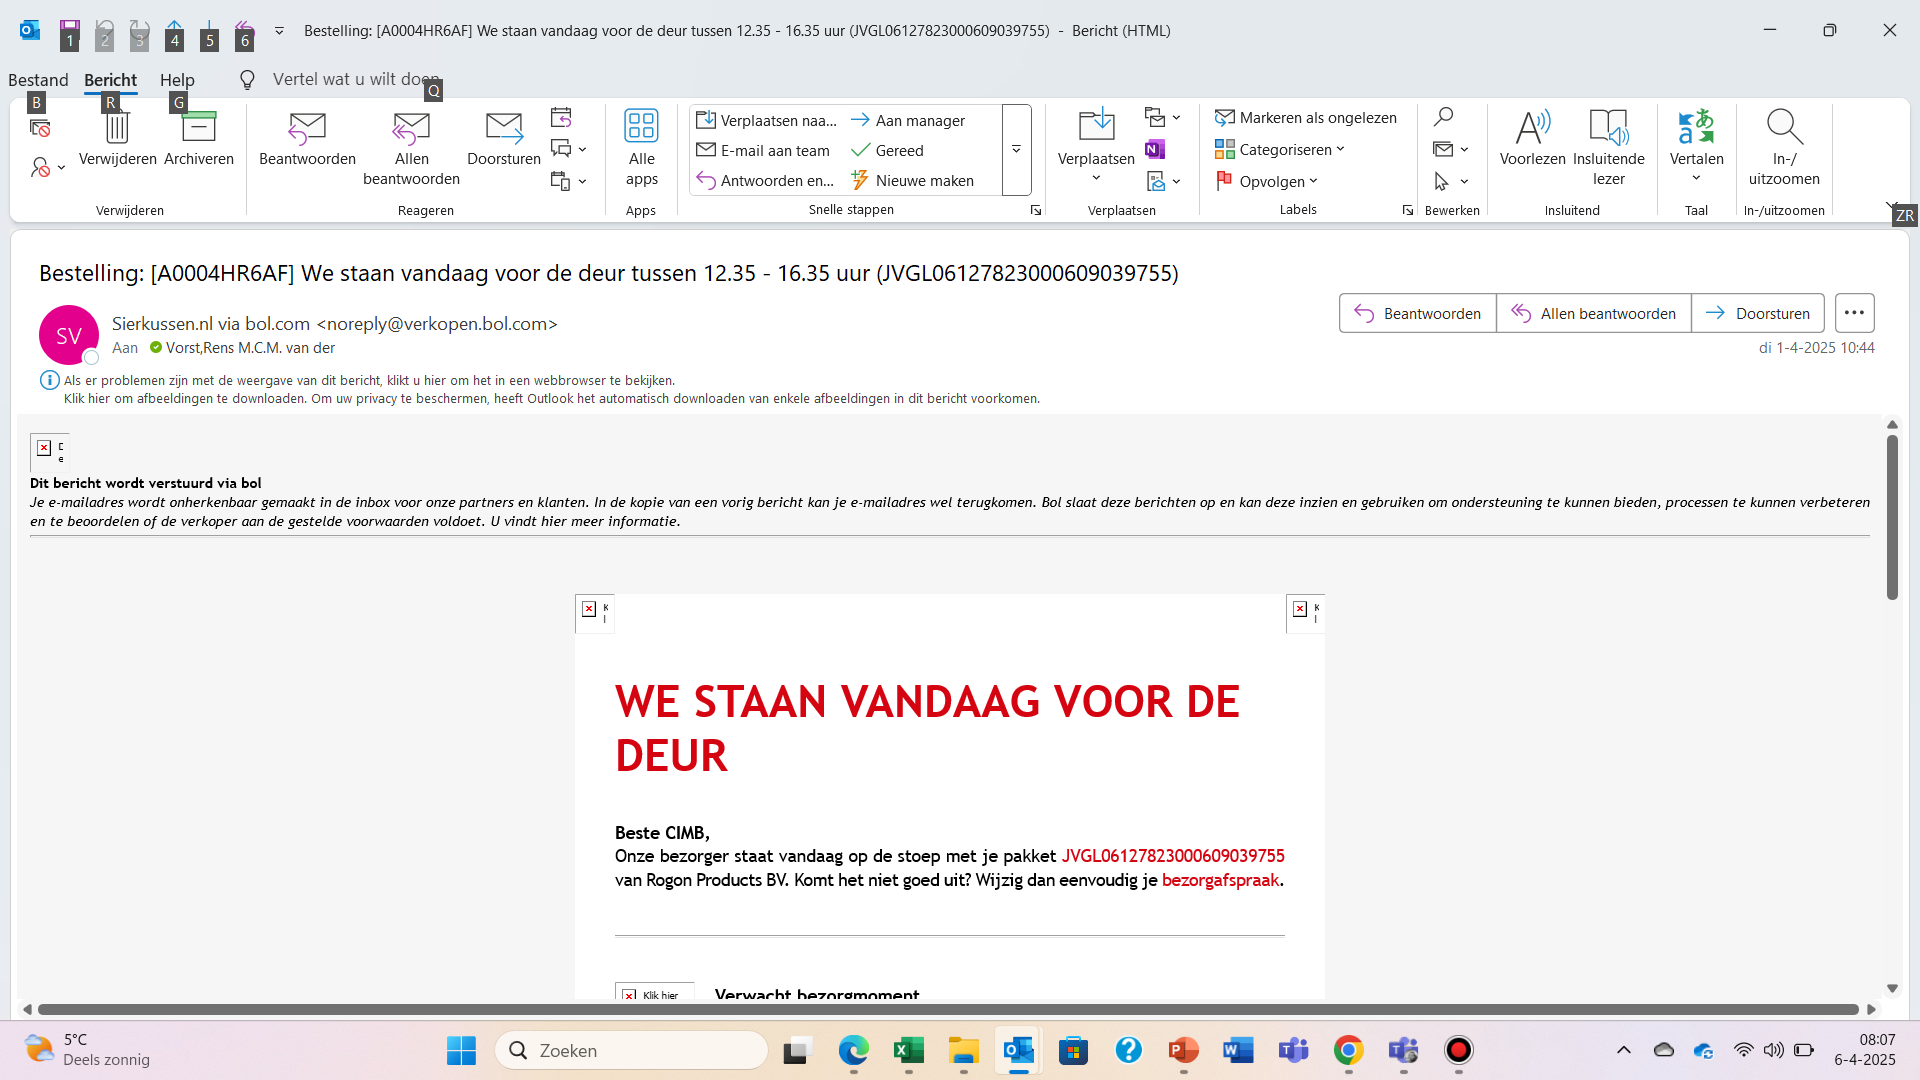 1 2 3 4 5 6 Bestelling: [A0004HR6AF] We staan vandaag voor de deur tussen 12.35 - 16.35 uur (JVGL06127823000609039755) - Bericht (HTML)
Bestand Bericht Help Vertel wat u wilt doen
B R G Q
Verwijderen Archiveren Beantwoorden Allen beantwoorden Doorsturen Alle apps
Verplaatsen naa... Aan manager
E-mail aan team Gereed
Antwoorden en... Nieuwe maken
Verplaatsen
Markeren als ongelezen
Categoriseren
Opvolgen
Voorlezen Insluitende lezer Vertalen In-/ uitzoomen
Verwijderen Reageren Apps Snelle stappen Verplaatsen Labels Bewerken Insluitend Taal In-/uitzoomen ZR
Bestelling: [A0004HR6AF] We staan vandaag voor de deur tussen 12.35 - 16.35 uur (JVGL06127823000609039755)
SV
Sierkussen.nl via bol.com <noreply@verkopen.bol.com>
Aan Vorst,Rens M.C.M. van der
Beantwoorden Allen beantwoorden Doorsturen
di 1-4-2025 10:44
Als er problemen zijn met de weergave van dit bericht, klikt u hier om het in een webbrowser te bekijken.
Klik hier om afbeeldingen te downloaden. Om uw privacy te beschermen, heeft Outlook het automatisch downloaden van enkele afbeeldingen in dit bericht voorkomen.
Dit bericht wordt verstuurd via bol
Je e-mailadres wordt onherkenbaar gemaakt in de inbox voor onze partners en klanten. In de kopie van een vorig bericht kan je e-mailadres wel terugkomen. Bol slaat deze berichten op en kan deze inzien en gebruiken om ondersteuning te kunnen bieden, processen te kunnen verbeteren
en te beoordelen of de verkoper aan de gestelde voorwaarden voldoet. U vindt hier meer informatie.
WE STAAN VANDAAG VOOR DE
DEUR
Beste CIMB,
Onze bezorger staat vandaag op de stoep met je pakket JVGL06127823000609039755
van Rogon Products BV. Komt het niet goed uit? Wijzig dan eenvoudig je bezorgafspraak.
Klik hier Verwacht bezorgmoment
5°C
Deels zonnig
Zoeken
08:07
6-4-2025